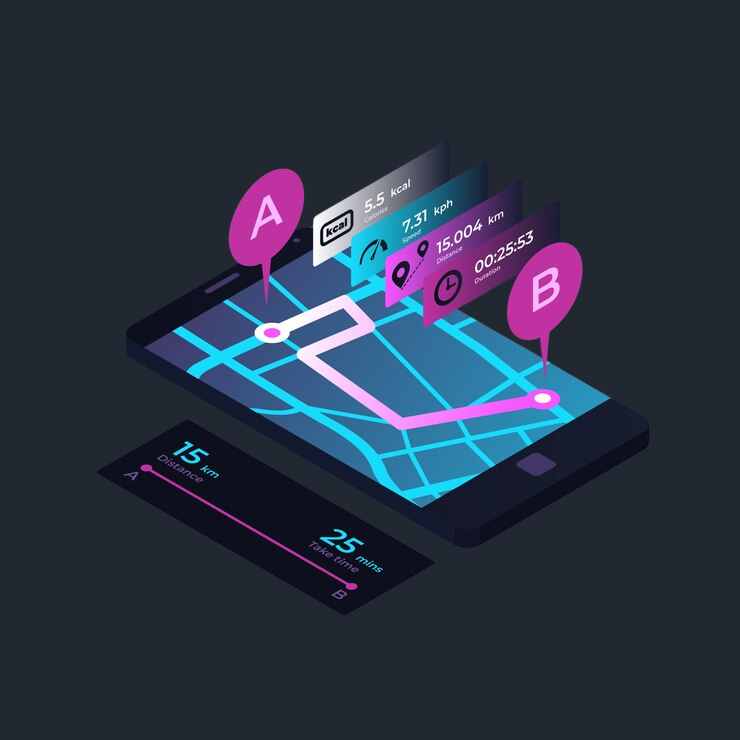 A
kcal
5.5 kcal
Calories
7.31 kph
Speed
15.004 km
Distance
00:25:53
Duration
B
15 km
Distance
A
25 mins
Take time
B